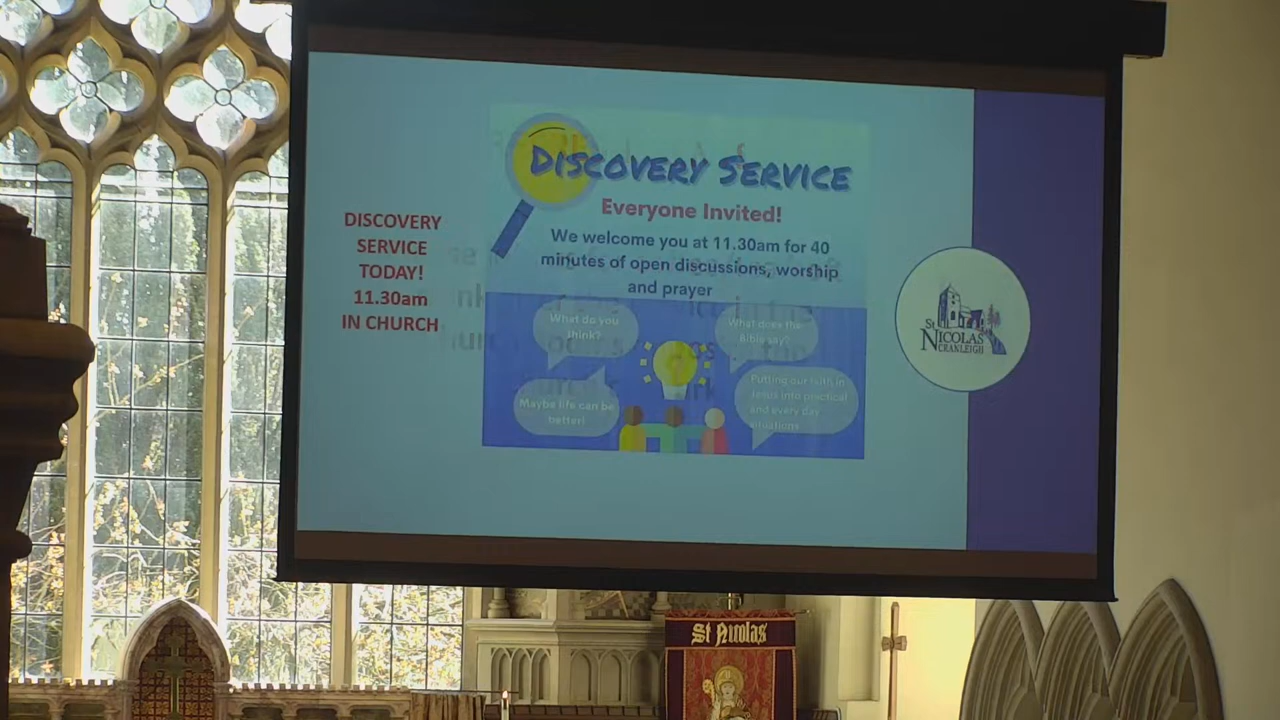 DISCOVERY
SERVICE
TODAY!
11.30am
IN CHURCH
DISCOVERY SERVICE
Everyone Invited!
We welcome you at 11.30am for 40
minutes of open discussions, worship
and prayer
What do you
think?
What does the
Bible say?
Maybe life can be
better!
Putting our faith in
Jesus into practical
and every day
situations
St
NICOLAS
CRANLEIGH
St Nicolas